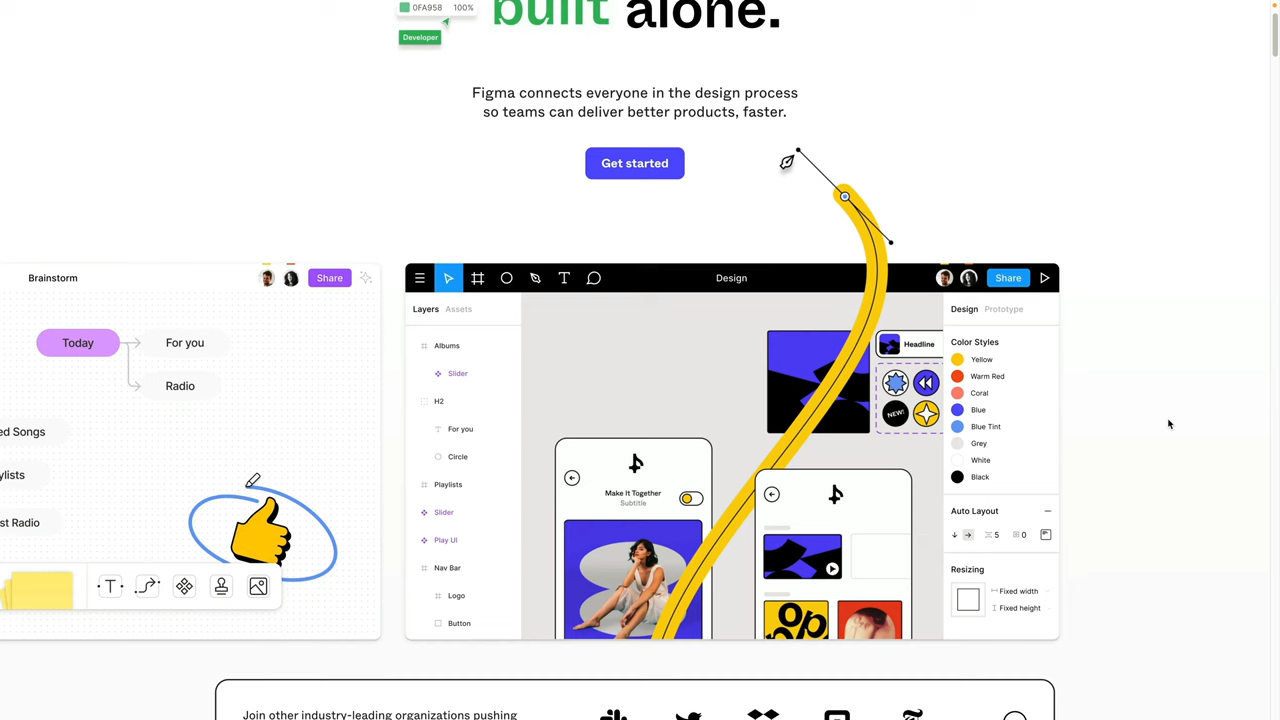 0FA958 100%
built alone.
Developer
Figma connects everyone in the design process
so teams can deliver better products, faster.
Get started
Brainstorm
Share
Today
For you
Radio
ed Songs
ylists
st Radio
T
Design
Share
Layers Assets
Albums
Slider
H2
For you
Circle
Playlists
Slider
Play UI
Nav Bar
Logo
Button
Make It Together
Subtitle
Headline
NEW!
Design Prototype
Color Styles
Yellow
Warm Red
Coral
Blue
Blue Tint
Grey
White
Black
Auto Layout
5 0
Resizing
Fixed width
Fixed height
Join other industry-leading organizations pushing